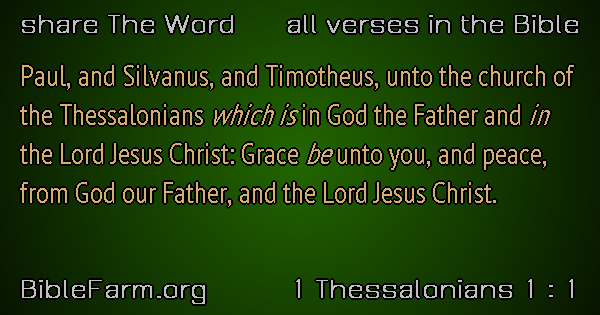 share The Word all verses in the Bible
Paul, and Silvanus, and Timotheus, unto the church of
the Thessalonians which is in God the Father and in
the Lord Jesus Christ: Grace be unto you, and peace,
from God our Father, and the Lord Jesus Christ.
BibleFarm.org 1 Thessalonians 1 : 1